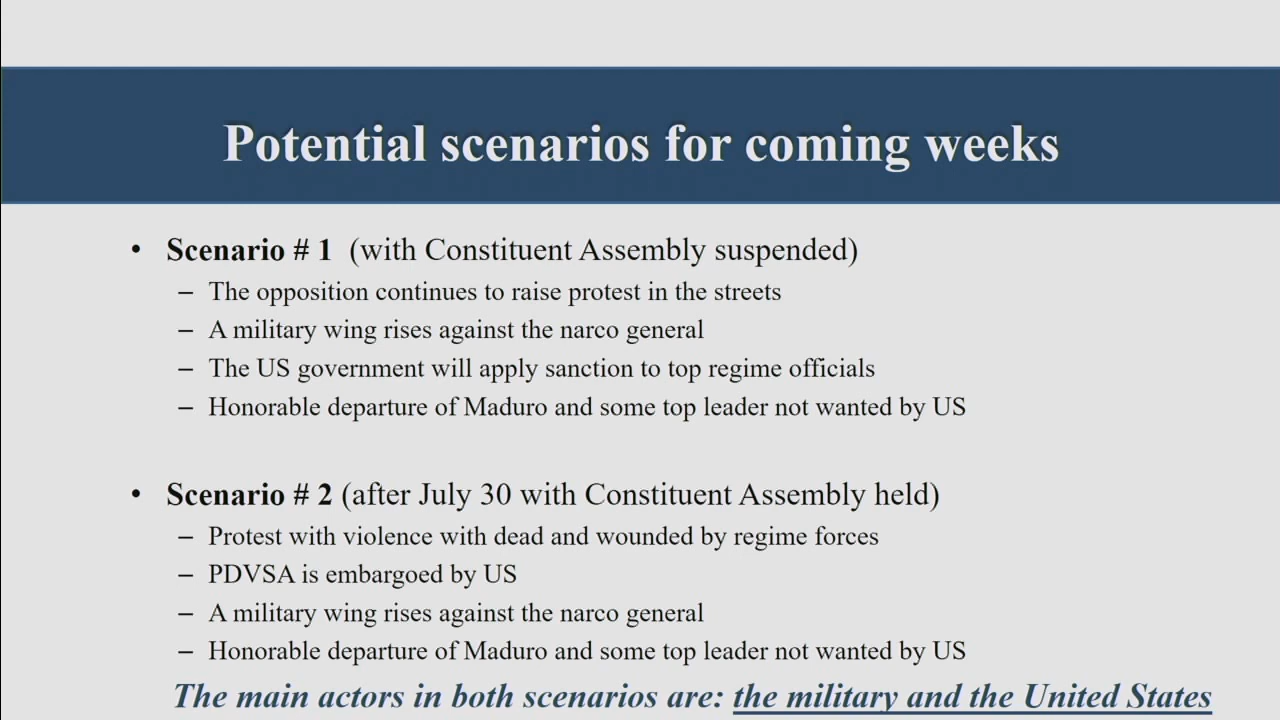 Potential scenarios for coming weeks
• Scenario # 1 (with Constituent Assembly suspended)
– The opposition continues to raise protest in the streets
– A military wing rises against the narco general
– The US government will apply sanction to top regime officials
– Honorable departure of Maduro and some top leader not wanted by US
• Scenario # 2 (after July 30 with Constituent Assembly held)
– Protest with violence with dead and wounded by regime forces
– PDVSA is embargoed by US
– A military wing rises against the narco general
– Honorable departure of Maduro and some top leader not wanted by US
The main actors in both scenarios are: the military and the United States